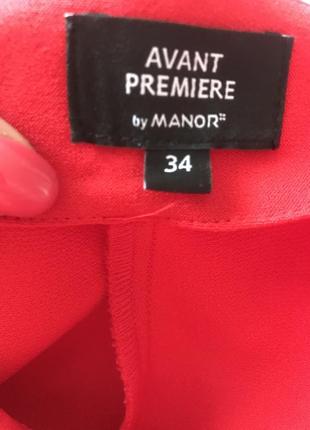 AVANT
PREMIERE
by MANOR
34